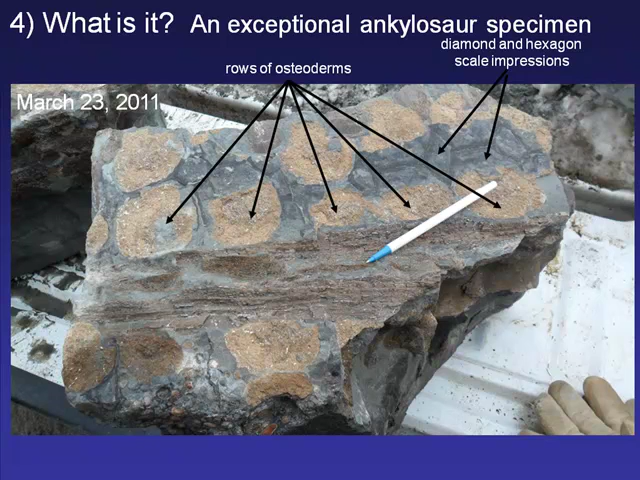 4) What is it? An exceptional ankylosaur specimen
diamond and hexagon
scale impressions
rows of osteoderms
March 23, 2011